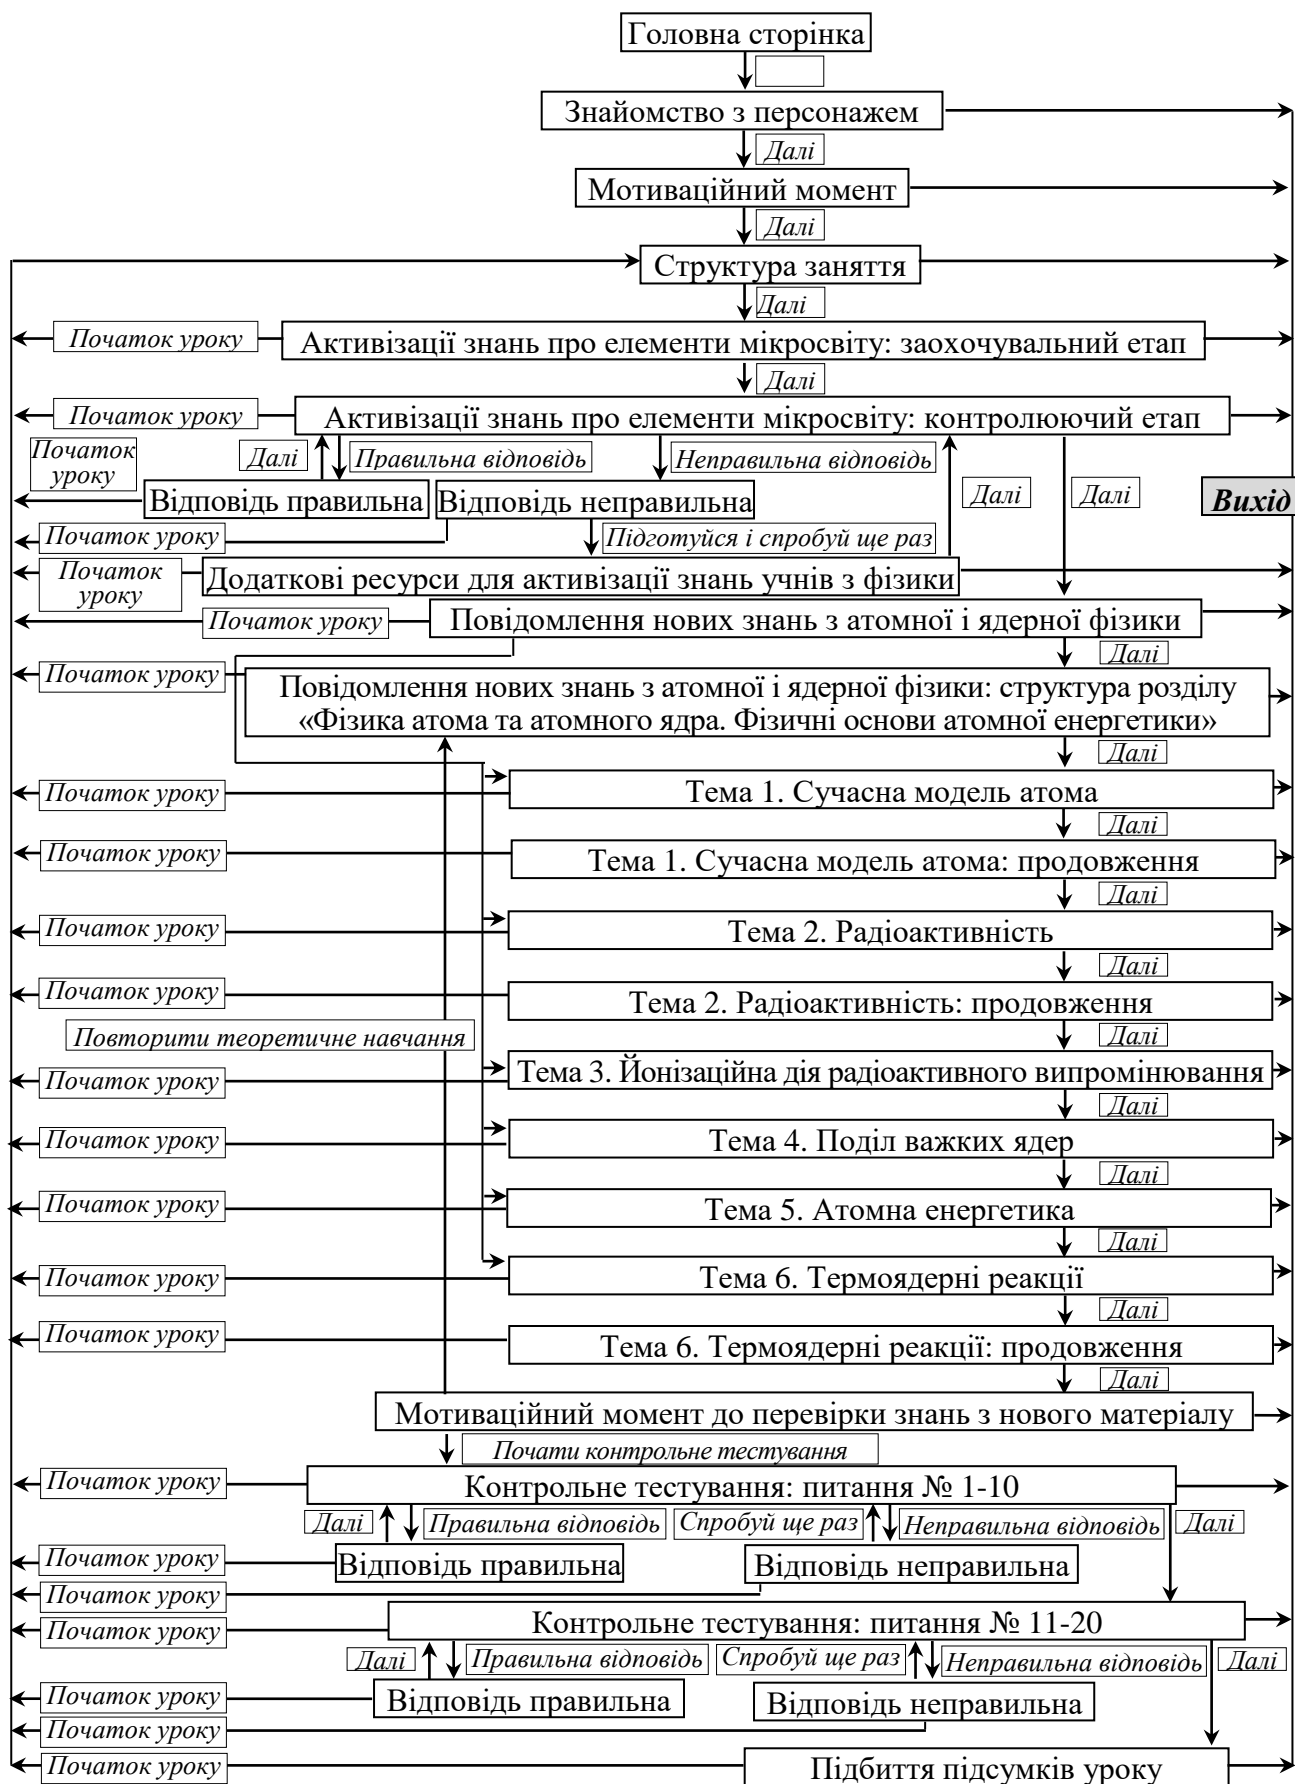 Головна сторінка
Знайомство з персонажем
Далі
Мотиваційний момент
Далі
Структура заняття
Далі
Початок уроку
Активізації знань про елементи мікросвіту: заохочувальний етап
Далі
Початок уроку
Активізації знань про елементи мікросвіту: контролюючий етап
Початок
уроку
Далі
Правильна відповідь
Неправильна відповідь
Відповідь правильна
Відповідь неправильна
Далі
Далі
Вихід
Початок уроку
Підготуйся і спробуй ще раз
Початок
уроку
Додаткові ресурси для активізації знань учнів з фізики
Початок уроку
Повідомлення нових знань з атомної і ядерної фізики
Далі
Початок уроку
Повідомлення нових знань з атомної і ядерної фізики: структура розділу
«Фізика атома та атомного ядра. Фізичні основи атомної енергетики»
Далі
Початок уроку
Тема 1. Сучасна модель атома
Далі
Початок уроку
Тема 1. Сучасна модель атома: продовження
Далі
Початок уроку
Тема 2. Радіоактивність
Далі
Початок уроку
Тема 2. Радіоактивність: продовження
Повторити теоретичне навчання
Далі
Початок уроку
Тема 3. Йонізаційна дія радіоактивного випромінювання
Далі
Початок уроку
Тема 4. Поділ важких ядер
Далі
Початок уроку
Тема 5. Атомна енергетика
Далі
Початок уроку
Тема 6. Термоядерні реакції
Далі
Початок уроку
Тема 6. Термоядерні реакції: продовження
Далі
Мотиваційний момент до перевірки знань з нового матеріалу
Почати контрольне тестування
Початок уроку
Контрольне тестування: питання № 1-10
Далі
Правильна відповідь
Спробуй ще раз
Неправильна відповідь
Далі
Початок уроку
Відповідь правильна
Відповідь неправильна
Початок уроку
Початок уроку
Контрольне тестування: питання № 11-20
Далі
Правильна відповідь
Спробуй ще раз
Неправильна відповідь
Далі
Початок уроку
Відповідь правильна
Відповідь неправильна
Початок уроку
Початок уроку
Підбиття підсумків уроку